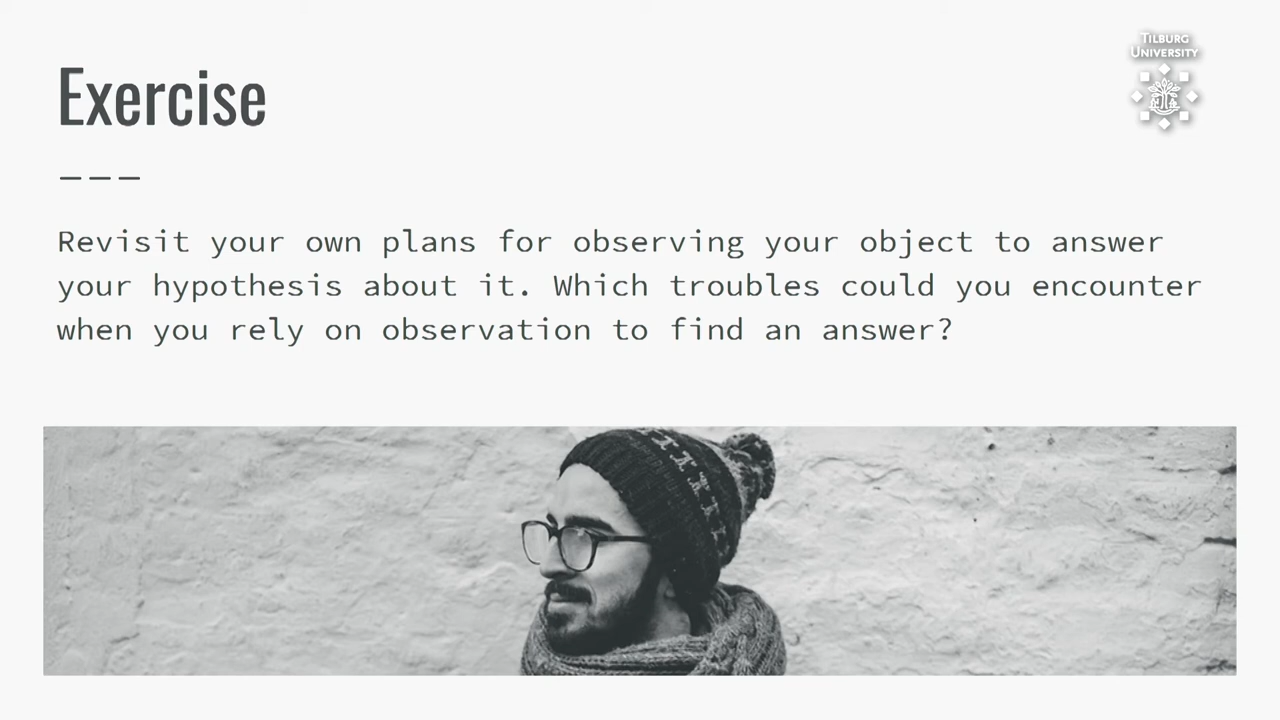 TILBURG
UNIVERSITY
Exercise
Revisit your own plans for observing your object to answer
your hypothesis about it. Which troubles could you encounter
when you rely on observation to find an answer?